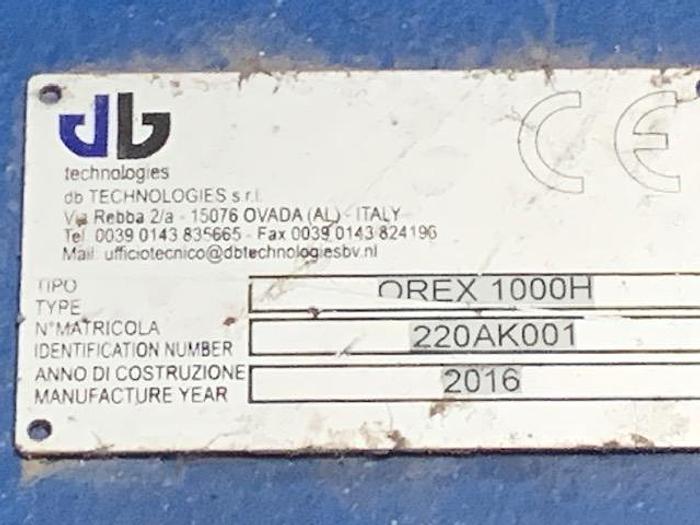 db
technologies
CE
db TECHNOLOGIES s.r.l.
Via Rebba 2/a - 15076 OVADA (AL) - ITALY
Tel. 0039 0143 835665 - Fax 0039 0143 824196
Mail: ufficiotecnico@dbtechnologiesbv.nl
TIPO
TYPE
OREX 1000H
N°MATRICOLA
IDENTIFICATION NUMBER
220AK001
ANNO DI COSTRUZIONE
MANUFACTURE YEAR
2016